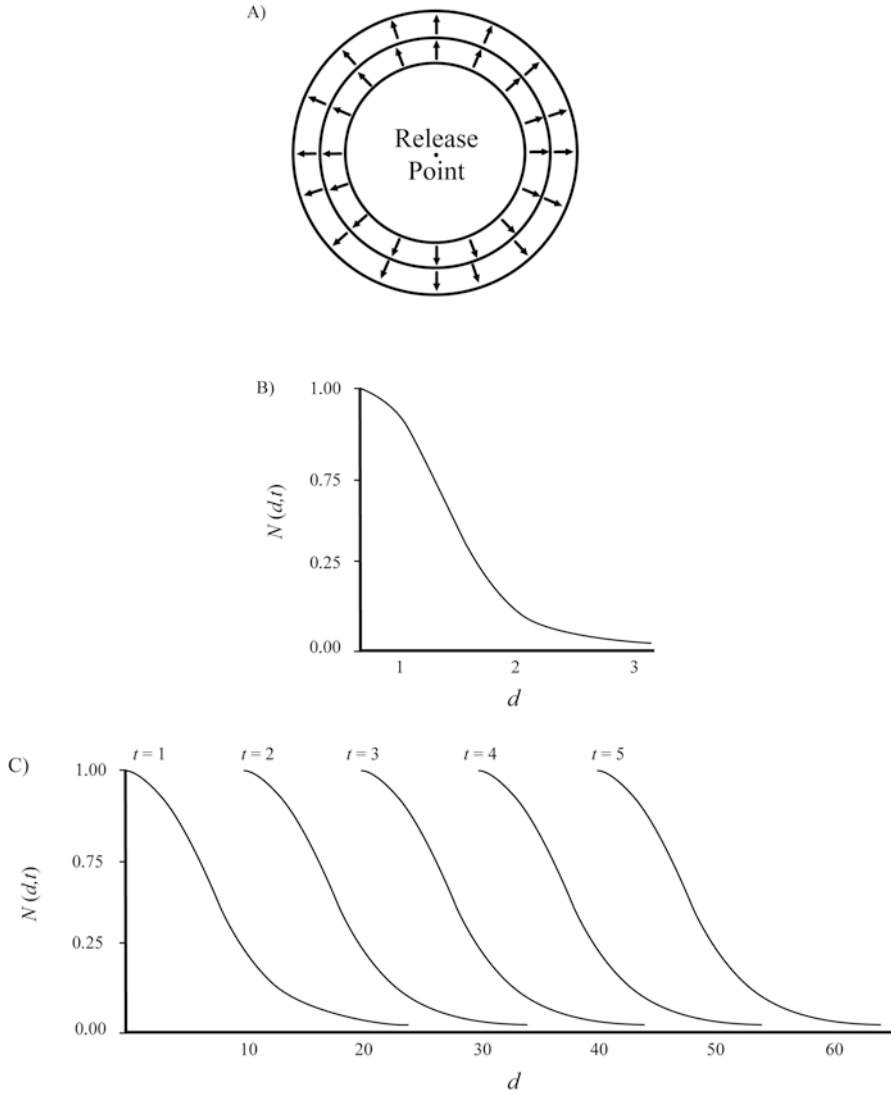 A)
Release
Point
B)
1.00
0.75
0.25
0.00
N (d,t)
1 2 3
d
C)
t = 1 t = 2 t = 3 t = 4 t = 5
1.00
0.75
0.25
0.00
N (d,t)
10 20 30 40 50 60
d